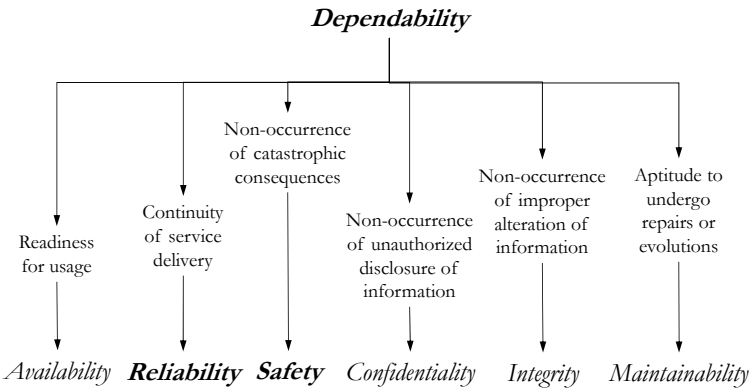 Dependability
Non-occurrence
of catastrophic
consequences
Non-occurrence
of improper
alteration of
information
Aptitude to
undergo
repairs or
evolutions
Continuity
of service
delivery
Non-occurrence
of unauthorized
disclosure of
information
Readiness
for usage
Availability Reliability Safety Confidentiality Integrity Maintainability